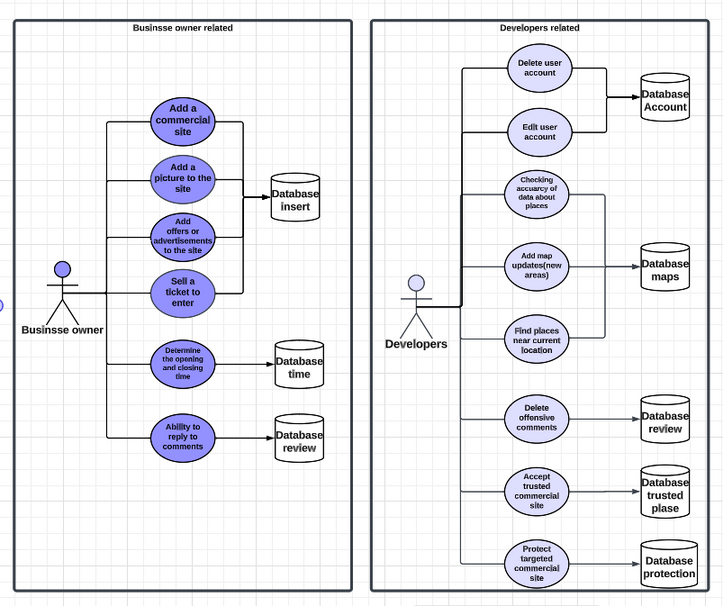 Businsse owner related
Add a
commercial
site
Add a
picture to the
site
Add
offers or
advertisements
to the site
Sell a
ticket to
enter
Determine
the opening
and closing
time
Ability to
reply to
comments
Businsse owner
Database
insert
Database
time
Database
review
Developers related
Delete user
account
Edit user
account
Checking
accuarcy of
data about
places
Add map
updates(new
areas)
Find places
near current
location
Delete
offensive
comments
Accept
trusted
commercial
site
Protect
targeted
commercial
site
Developers
Database
Account
Database
maps
Database
review
Database
trusted
plase
Database
protection